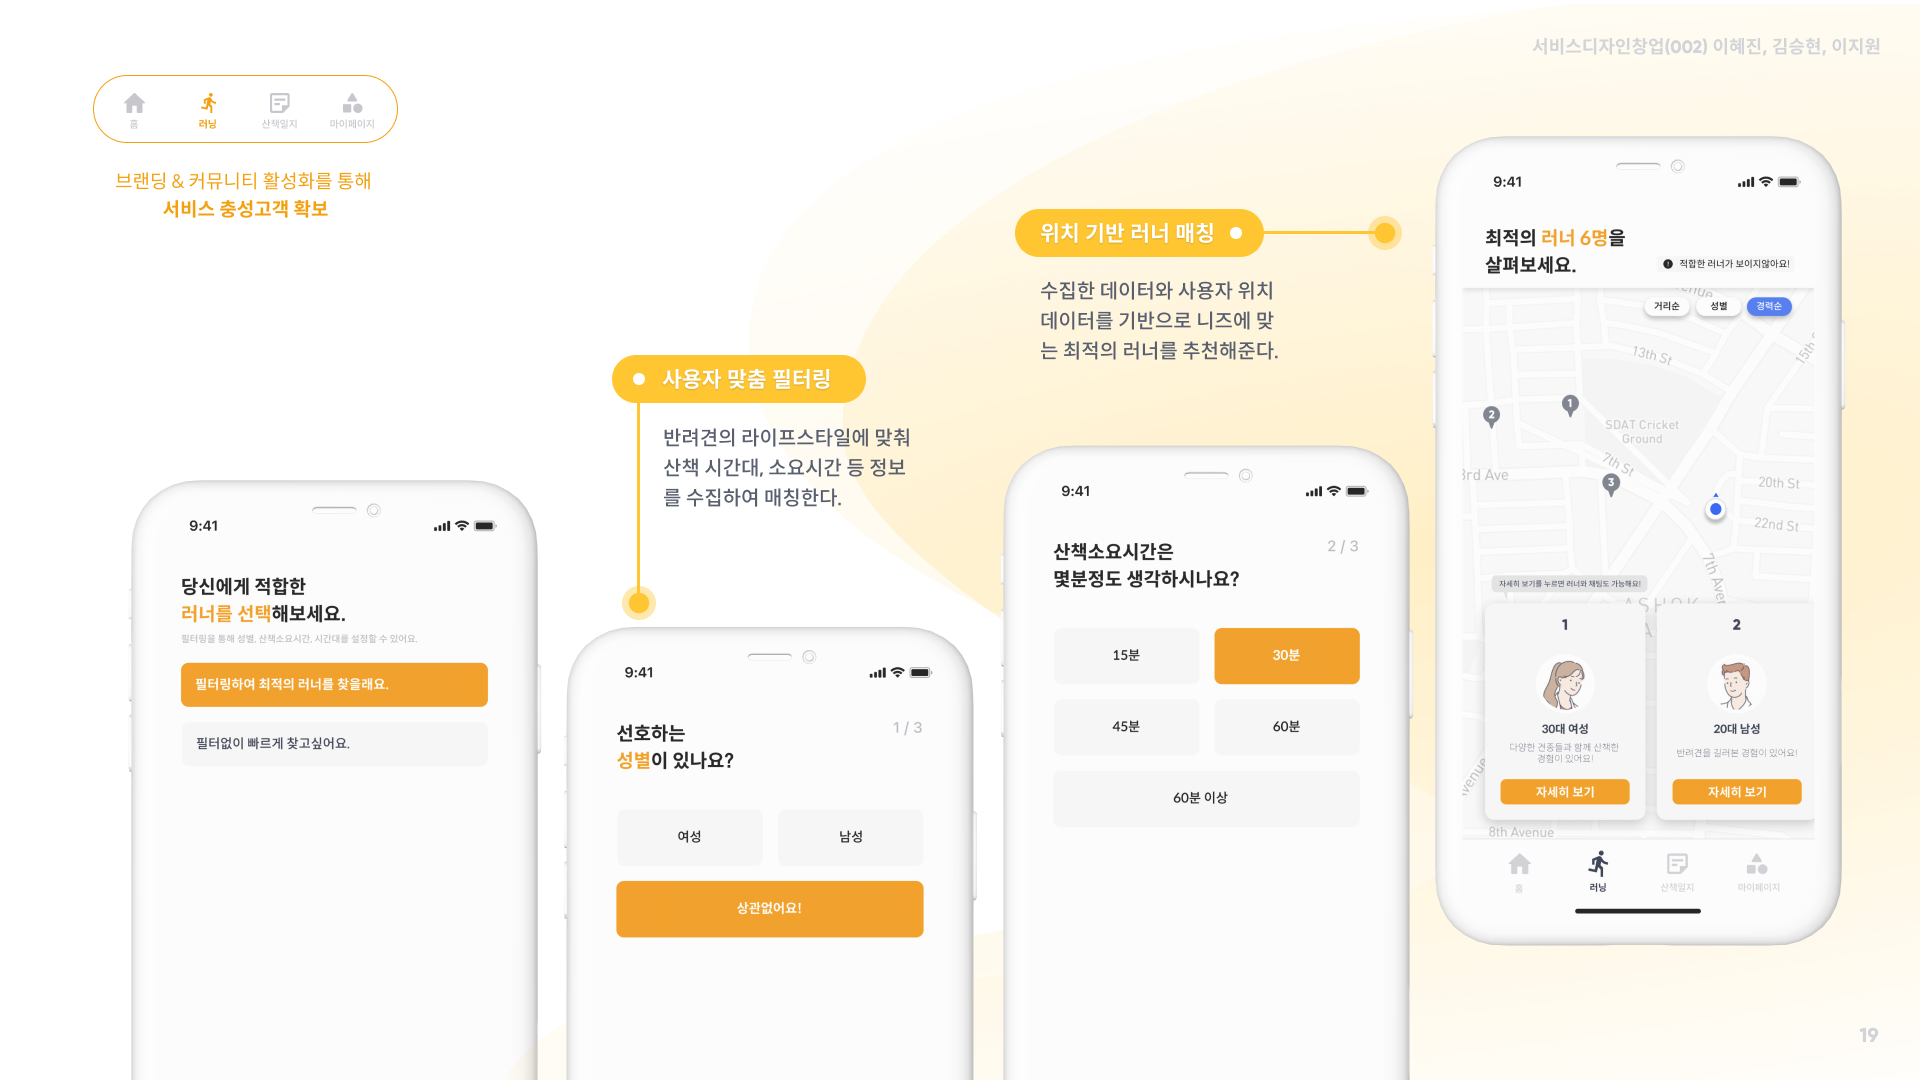 서비스디자인창업(002) 이혜진, 김승현, 이지원
홈
러닝
산책일지
마이페이지
브랜딩 & 커뮤니티 활성화를 통해
서비스 충성고객 확보
위치 기반 러너 매칭
수집한 데이터와 사용자 위치
데이터를 기반으로 니즈에 맞
는 최적의 러너를 추천해준다.
사용자 맞춤 필터링
반려견의 라이프스타일에 맞춰
산책 시간대, 소요시간 등 정보
를 수집하여 매칭한다.
9:41
당신에게 적합한
러너를 선택해보세요.
필터링을 통해 성별, 산책소요시간, 시간대를 설정할 수 있어요.
필터링하여 최적의 러너를 찾을래요.
필터없이 빠르게 찾고싶어요.
9:41
1 / 3
선호하는
성별이 있나요?
여성
남성
상관없어요!
9:41
2 / 3
산책소요시간은
몇분정도 생각하시나요?
15분
30분
45분
60분
60분 이상
9:41
최적의 러너 6명을
살펴보세요.
적합한 러너가 보이지않아요!
거리순
성별
경력순
13th St
15th
2
1
SDAT Cricket
Ground
7th St
3rd Ave
3
20th St
22nd St
7th Aven
자세히 보기를 누르면 러너와 채팅도 가능해요!
ASHOK
A
venue
Avenue
1
30대 여성
다양한 견종들과 함께 산책한
경험이 있어요!
자세히 보기
2
20대 남성
반려견을 길러본 경험이 있어요!
자세히 보기
8th Avenue
홈
러닝
산책일지
마이페이지
19